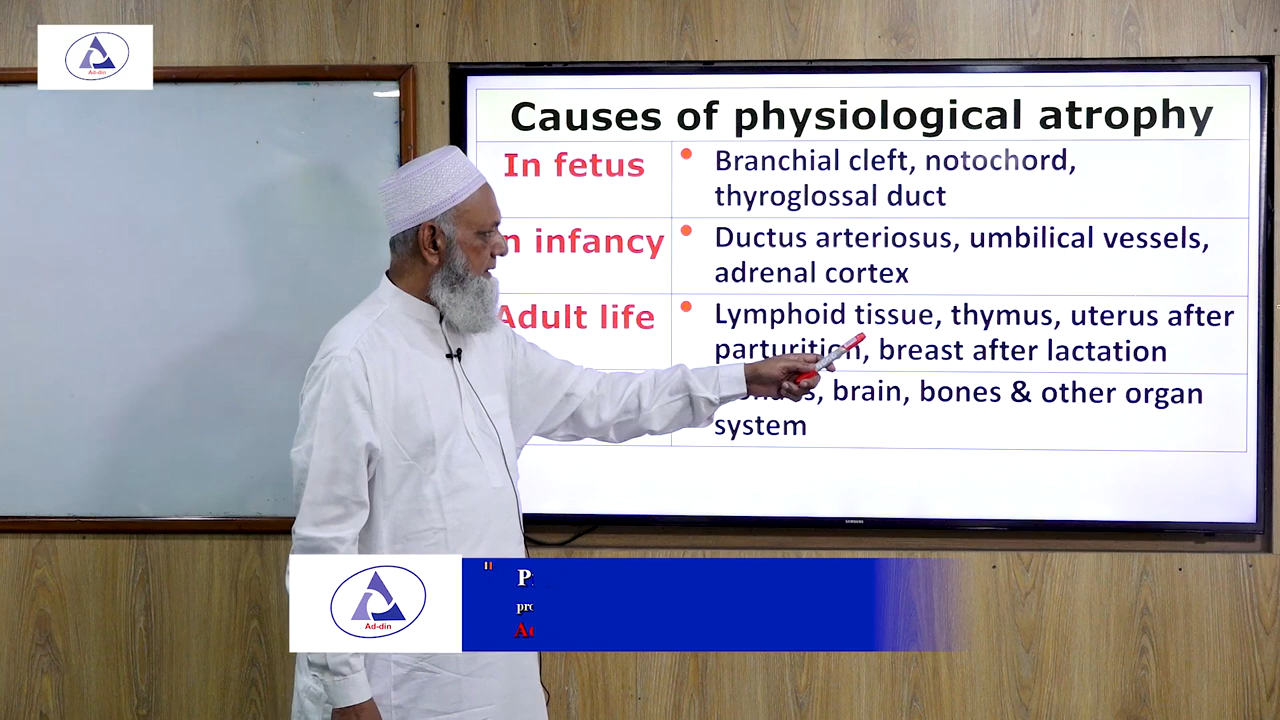 Ad-din
Causes of physiological atrophy
In fetus
Branchial cleft, notochord,
thyroglossal duct
n infancy
Ductus arteriosus, umbilical vessels,
adrenal cortex
Adult life
Lymphoid tissue, thymus, uterus after
parturition, breast after lactation
brain, bones & other organ
system
SAMSUNG
Ad-din
"
P
pro